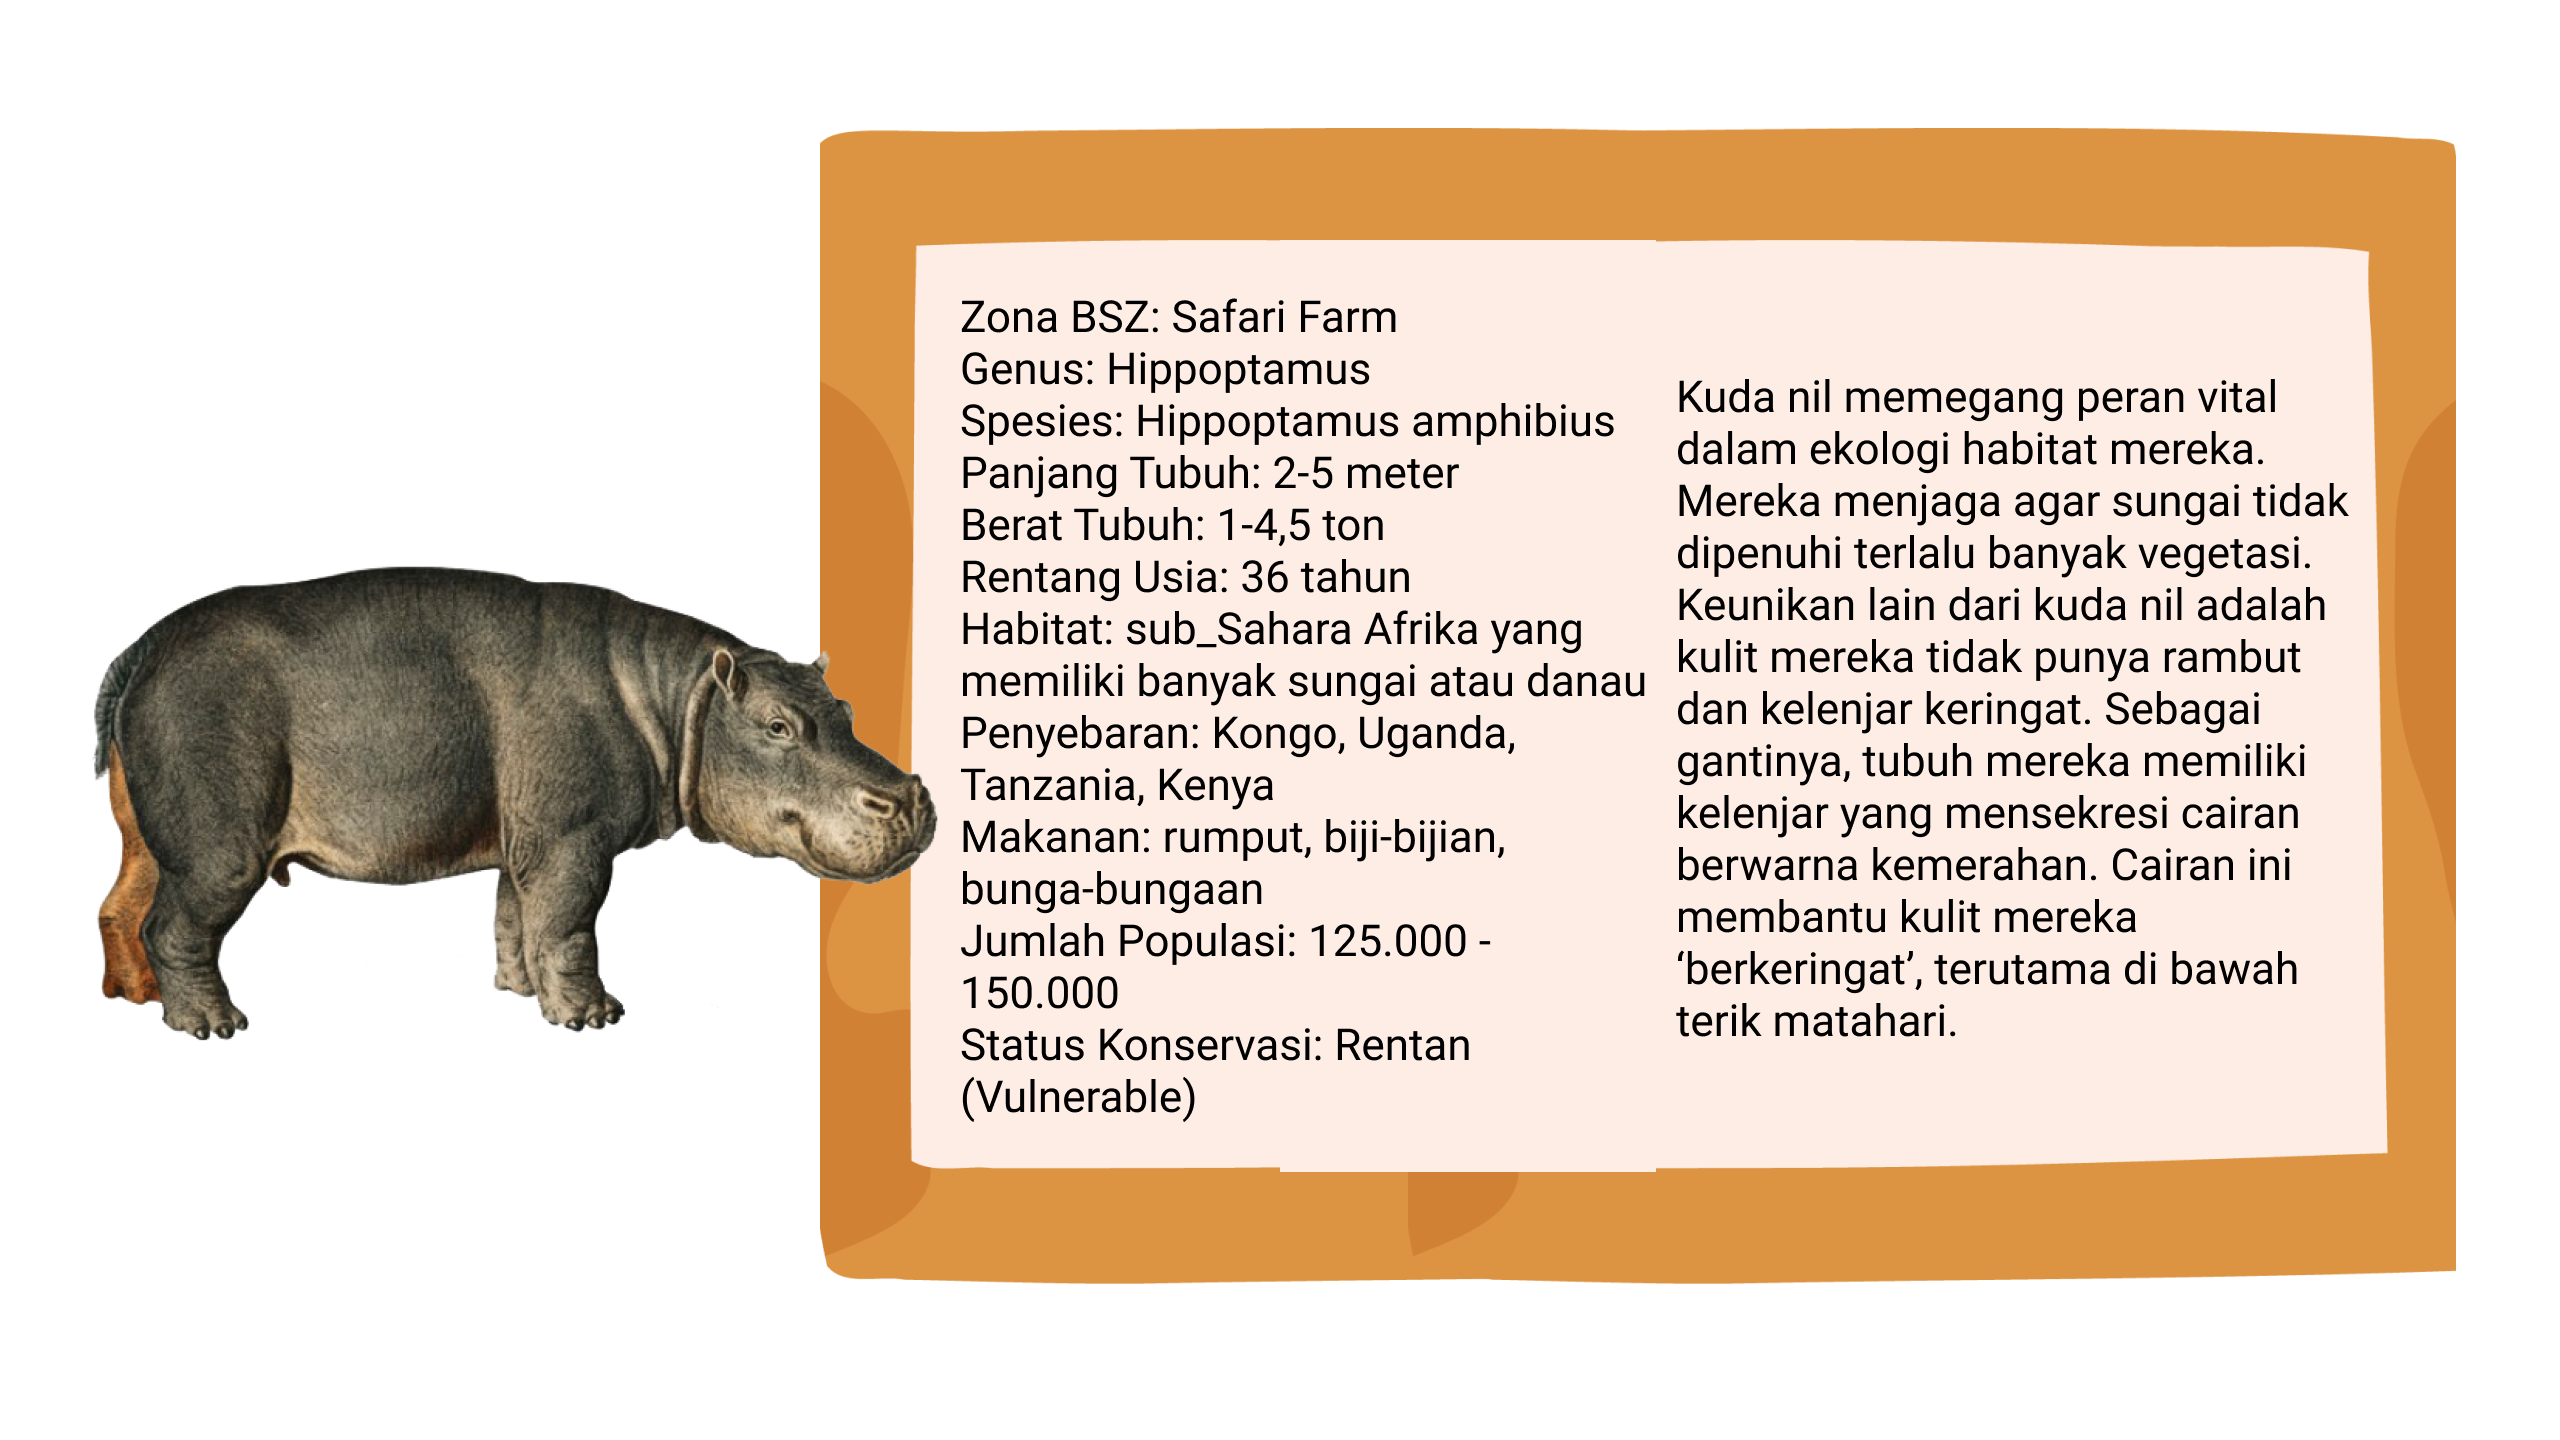 Zona BSZ: Safari Farm
Genus: Hippoptamus
Spesies: Hippoptamus amphibius
Panjang Tubuh: 2-5 meter
Berat Tubuh: 1-4,5 ton
Rentang Usia: 36 tahun
Habitat: sub_Sahara Afrika yang
memiliki banyak sungai atau danau
Penyebaran: Kongo, Uganda,
Tanzania, Kenya
Makanan: rumput, biji-bijian,
bunga-bungaan
Jumlah Populasi: 125.000 -
150.000
Status Konservasi: Rentan
(Vulnerable)
Kuda nil memegang peran vital
dalam ekologi habitat mereka.
Mereka menjaga agar sungai tidak
dipenuhi terlalu banyak vegetasi.
Keunikan lain dari kuda nil adalah
kulit mereka tidak punya rambut
dan kelenjar keringat. Sebagai
gantinya, tubuh mereka memiliki
kelenjar yang mensekresi cairan
berwarna kemerahan. Cairan ini
membantu kulit mereka
‘berkeringat’, terutama di bawah
terik matahari.